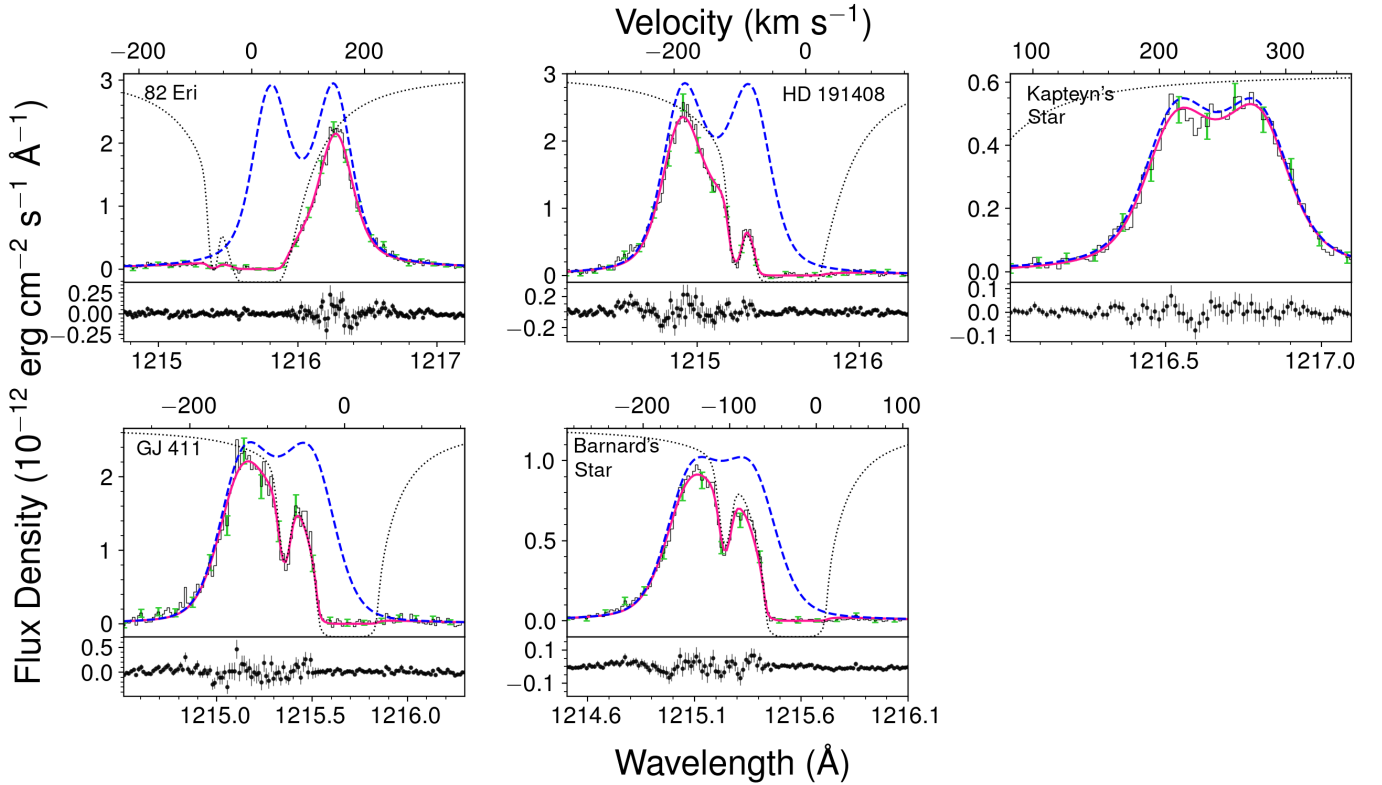 Velocity (km s−1)
−200 0 200
−200 0
100 200 300
82 Eri
HD 191408
Kapteyn's
Star
3
2
1
0
3
2
1
0
0.6
0.4
0.2
0.0
0.25
0.00
−0.25
0.2
−0.2
0.1
0.0
−0.1
1215 1216 1217
1215 1216
1216.5 1217.0
Flux Density (10−12 erg cm−2 s−1 Å−1)
−200 0
−200 −100 0 100
GJ 411
Barnard's
Star
2
1
0
1.0
0.5
0.0
0.5
0.0
0.1
−0.1
1215.0 1215.5 1216.0
1214.6 1215.1 1215.6 1216.1
Wavelength (Å)